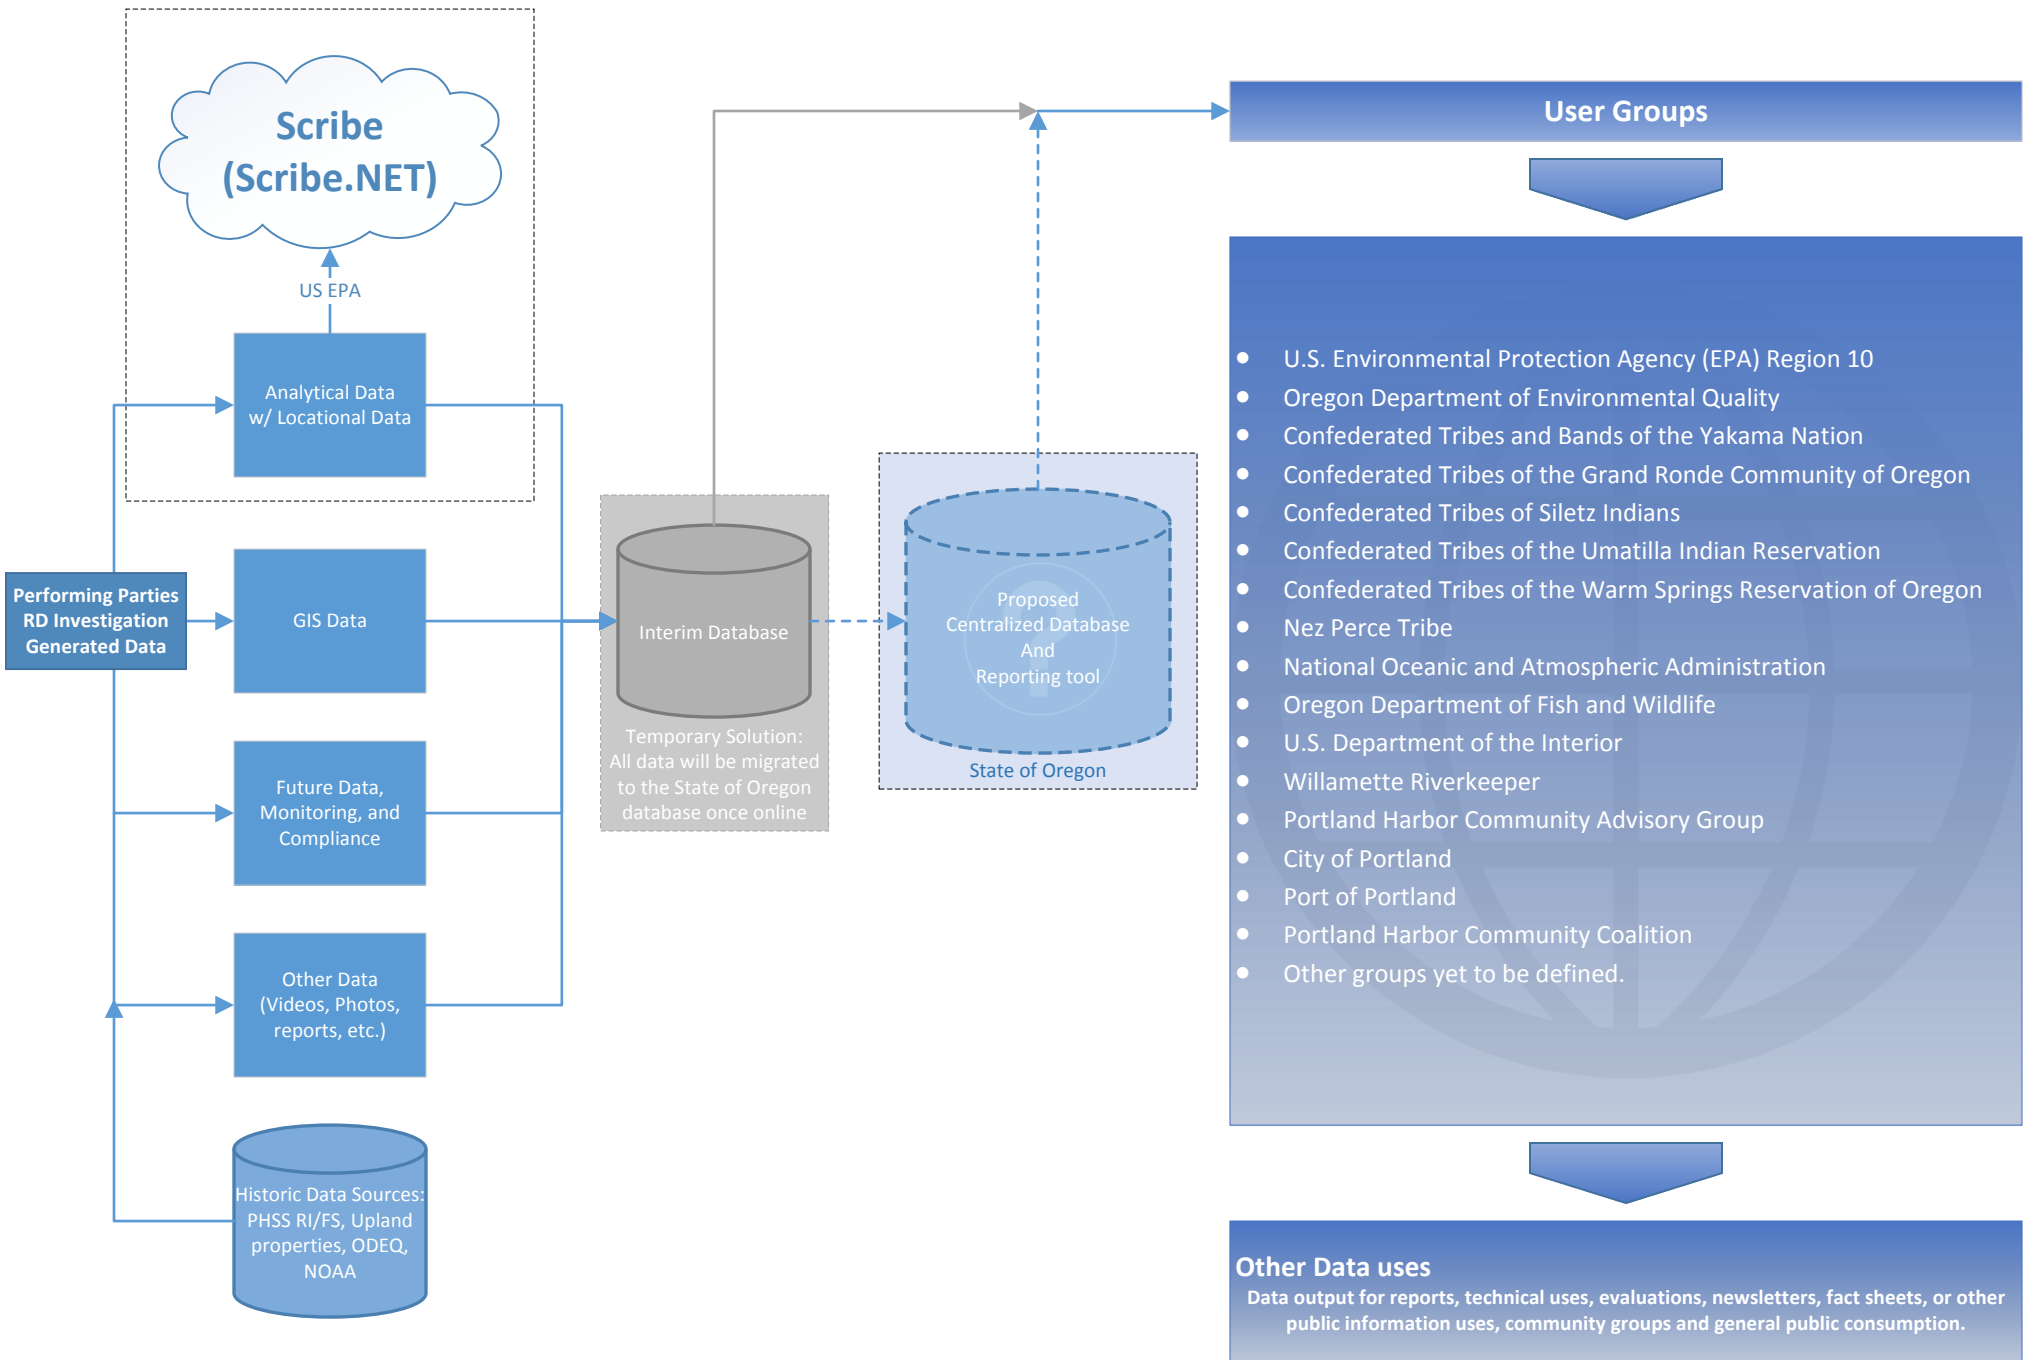 Scribe
(Scribe.NET)
US EPA
Analytical Data
w/ Locational Data
Performing Parties
RD Investigation
Generated Data
GIS Data
Future Data,
Monitoring, and
Compliance
Other Data
(Videos, Photos,
reports, etc.)
Historic Data Sources:
PHSS RI/FS, Upland
properties, ODEQ,
NOAA
Interim Database
Temporary Solution:
All data will be migrated
to the State of Oregon
database once online
?
Proposed
Centralized Database
And
Reporting tool
State of Oregon
User Groups
● U.S. Environmental Protection Agency (EPA) Region 10
● Oregon Department of Environmental Quality
● Confederated Tribes and Bands of the Yakama Nation
● Confederated Tribes of the Grand Ronde Community of Oregon
● Confederated Tribes of Siletz Indians
● Confederated Tribes of the Umatilla Indian Reservation
● Confederated Tribes of the Warm Springs Reservation of Oregon
● Nez Perce Tribe
● National Oceanic and Atmospheric Administration
● Oregon Department of Fish and Wildlife
● U.S. Department of the Interior
● Willamette Riverkeeper
● Portland Harbor Community Advisory Group
● City of Portland
● Port of Portland
● Portland Harbor Community Coalition
● Other groups yet to be defined.
Other Data uses
Data output for reports, technical uses, evaluations, newsletters, fact sheets, or other
public information uses, community groups and general public consumption.